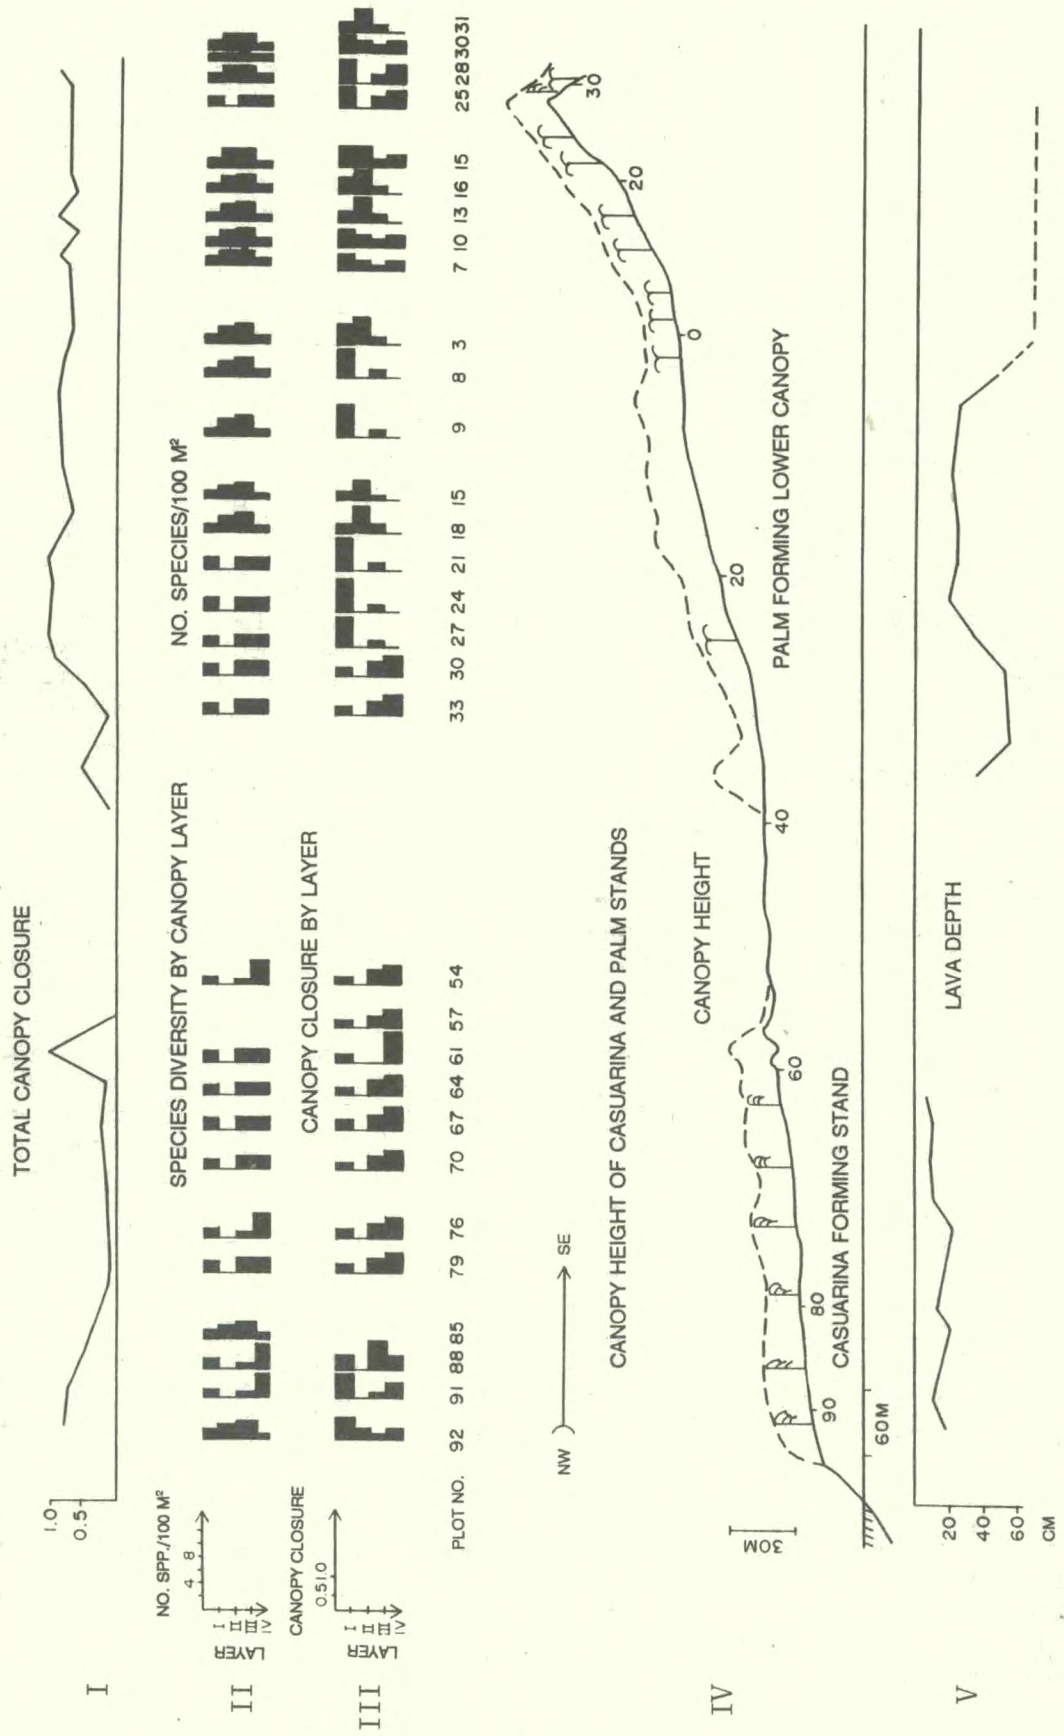 I
TOTAL CANOPY CLOSURE
1.0
0.5
II
NO. SPP./100 M²
4 8
I
II
III
IV
LAYER
SPECIES DIVERSITY BY CANOPY LAYER
NO. SPECIES/100 M²
III
CANOPY CLOSURE
0.51.0
I
II
III
IV
LAYER
CANOPY CLOSURE BY LAYER
PLOT NO. 92 91 88 85 79 76 70 67 64 61 57 54 33 30 27 24 21 18 15 9 8 3 7 10 13 16 15 25 28 30 31
NW SE
IV
CANOPY HEIGHT OF CASUARINA AND PALM STANDS
30M
CANOPY HEIGHT
90 80 60 40 20 0 20 30
CASUARINA FORMING STAND
PALM FORMING LOWER CANOPY
60M
V
LAVA DEPTH
20
40
60
CM